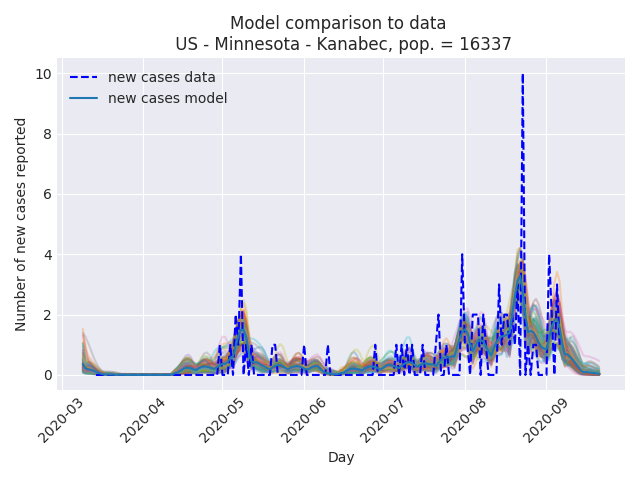 Model comparison to data
US - Minnesota - Kanabec, pop. = 16337
new cases data
new cases model
Number of new cases reported
10
8
6
4
2
0
2020-03
2020-04
2020-05
2020-06
2020-07
2020-08
2020-09
Day